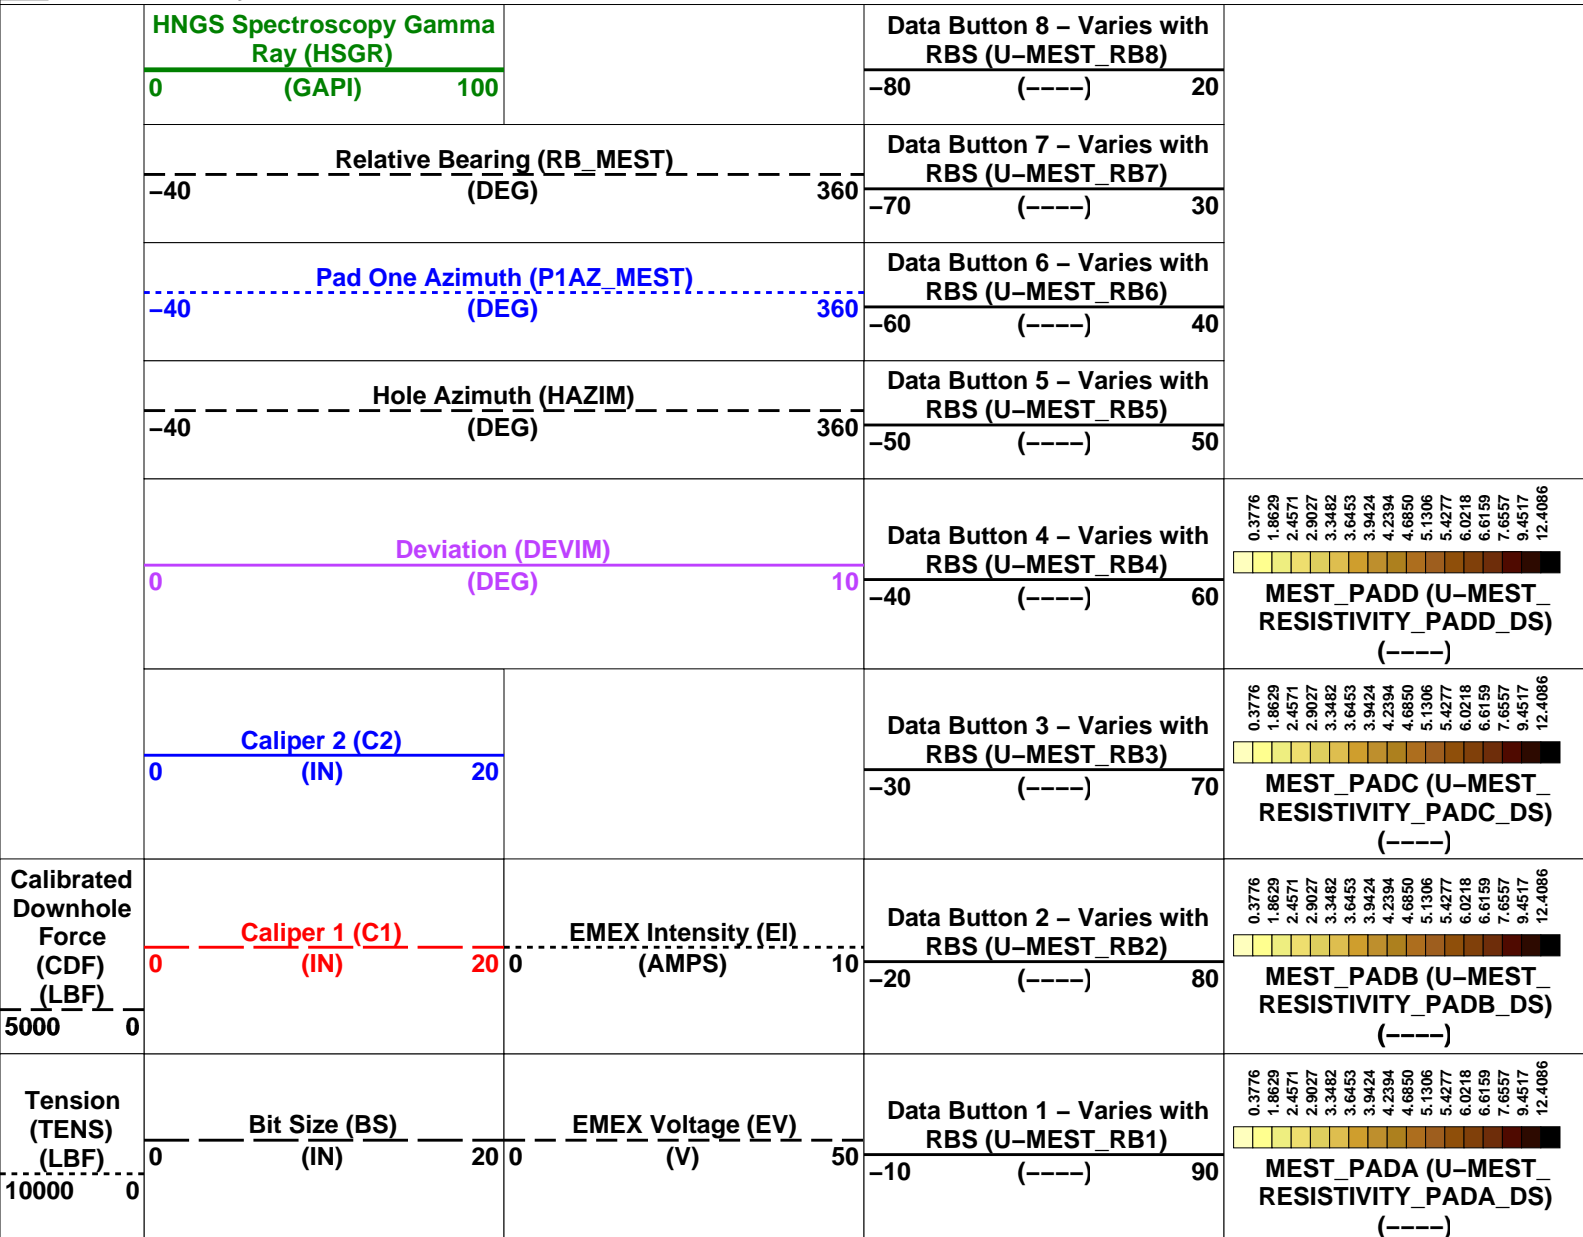 HNGS Spectroscopy Gamma
Ray (HSGR)
0 (GAPI) 100
Data Button 8 – Varies with
RBS (U–MEST_RB8)
–80 (––––) 20
Relative Bearing (RB_MEST)
–40 (DEG) 360
Data Button 7 – Varies with
RBS (U–MEST_RB7)
–70 (––––) 30
Pad One Azimuth (P1AZ_MEST)
–40 (DEG) 360
Data Button 6 – Varies with
RBS (U–MEST_RB6)
–60 (––––) 40
Hole Azimuth (HAZIM)
–40 (DEG) 360
Data Button 5 – Varies with
RBS (U–MEST_RB5)
–50 (––––) 50
Deviation (DEVIM)
0 (DEG) 10
Data Button 4 – Varies with
RBS (U–MEST_RB4)
–40 (––––) 60
0.3776 1.8629 2.4571 2.9027 3.3482 3.6453 3.9424 4.2394 4.6850 5.1306 5.4277 6.0218 6.6159 7.6557 9.4517 12.4086
MEST_PADD (U–MEST_
RESISTIVITY_PADD_DS)
(––––)
Caliper 2 (C2)
0 (IN) 20
Data Button 3 – Varies with
RBS (U–MEST_RB3)
–30 (––––) 70
0.3776 1.8629 2.4571 2.9027 3.3482 3.6453 3.9424 4.2394 4.6850 5.1306 5.4277 6.0218 6.6159 7.6557 9.4517 12.4086
MEST_PADC (U–MEST_
RESISTIVITY_PADC_DS)
(––––)
Calibrated
Downhole
Force
(CDF)
(LBF)
5000 0
Caliper 1 (C1)
0 (IN) 20
EMEX Intensity (EI)
0 (AMPS) 10
Data Button 2 – Varies with
RBS (U–MEST_RB2)
–20 (––––) 80
0.3776 1.8629 2.4571 2.9027 3.3482 3.6453 3.9424 4.2394 4.6850 5.1306 5.4277 6.0218 6.6159 7.6557 9.4517 12.4086
MEST_PADB (U–MEST_
RESISTIVITY_PADB_DS)
(––––)
Tension
(TENS)
(LBF)
10000 0
Bit Size (BS)
0 (IN) 20
EMEX Voltage (EV)
0 (V) 50
Data Button 1 – Varies with
RBS (U–MEST_RB1)
–10 (––––) 90
0.3776 1.8629 2.4571 2.9027 3.3482 3.6453 3.9424 4.2394 4.6850 5.1306 5.4277 6.0218 6.6159 7.6557 9.4517 12.4086
MEST_PADA (U–MEST_
RESISTIVITY_PADA_DS)
(––––)